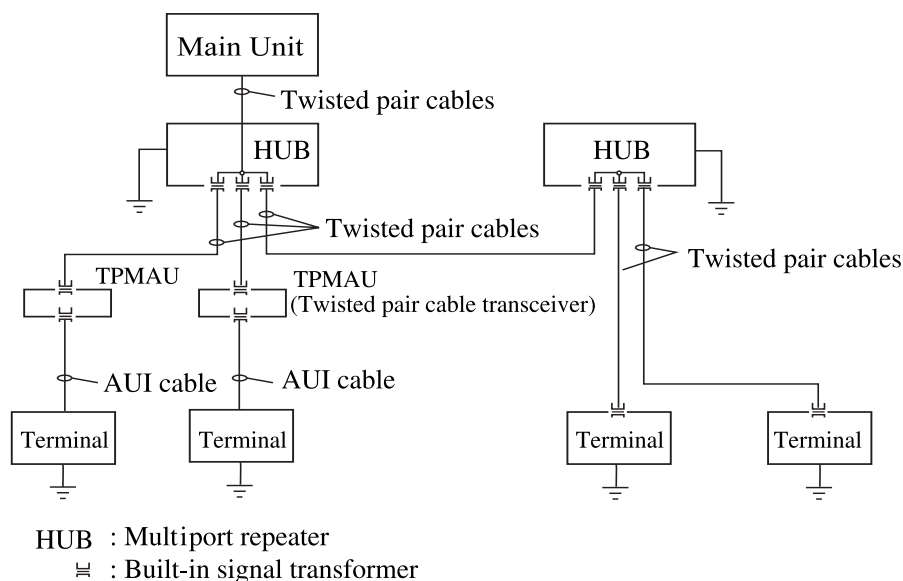 Main Unit
Twisted pair cables
HUB
HUB
Twisted pair cables
Twisted pair cables
TPMAU
TPMAU
(Twisted pair cable transceiver)
AUI cable
AUI cable
Terminal
Terminal
Terminal
Terminal
HUB : Multiport repeater
: Built-in signal transformer